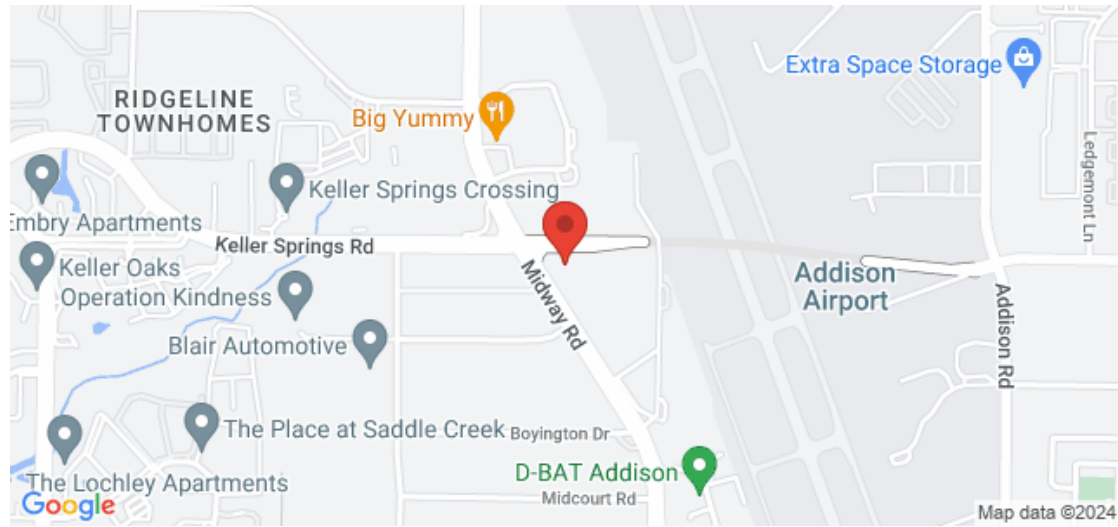 Extra Space Storage
RIDGELINE
TOWNHOMES
Big Yummy
Ledgemont Ln
Keller Springs Crossing
Embry Apartments
Keller Springs Rd
Keller Oaks
Operation Kindness
Midway Rd
Addison
Airport
Addison Rd
Blair Automotive
The Place at Saddle Creek
Boyington Dr
D-BAT Addison
The Lochley Apartments
Midcourt Rd
Google
Map data ©2024